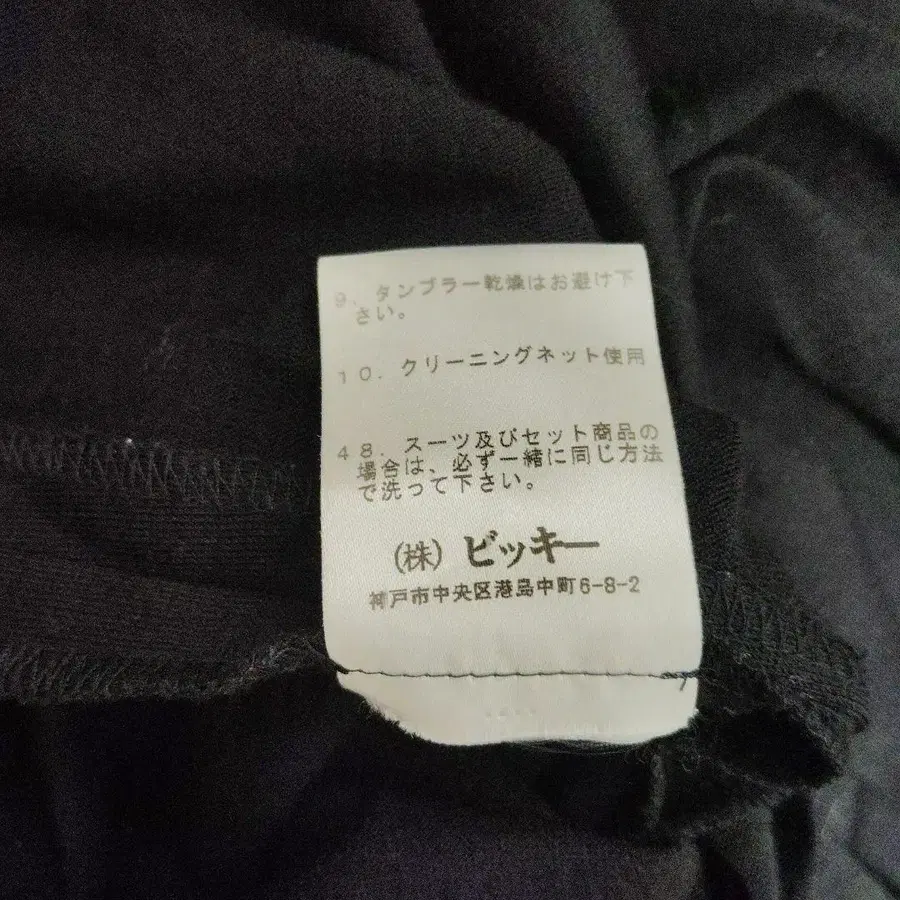 9. タンブラー乾燥はお避け下
さい。
10. クリーニングネット使用
48. スーツ及びセット商品の
場合は、必ず一緒に同じ方法
で洗って下さい。
(株) ビッキー
神戸市中央区港島中町6-8-2